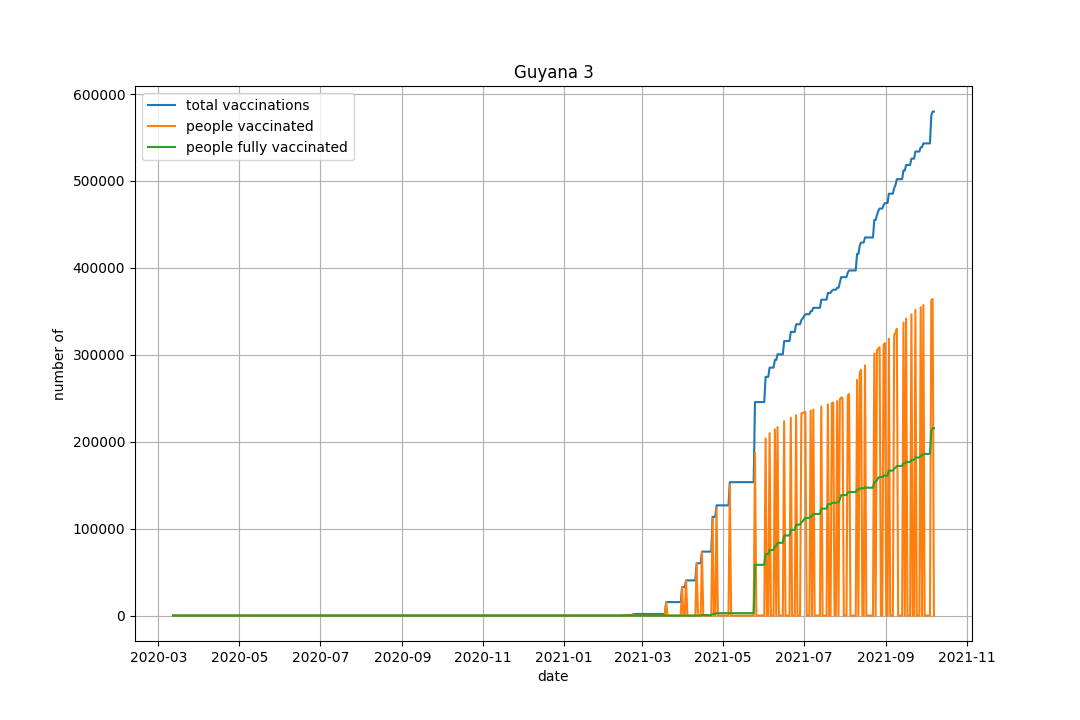 Guyana 3
total vaccinations
people vaccinated
people fully vaccinated
600000
500000
400000
300000
200000
100000
0
number of
2020-03 2020-05 2020-07 2020-09 2020-11 2021-01 2021-03 2021-05 2021-07 2021-09 2021-11
date